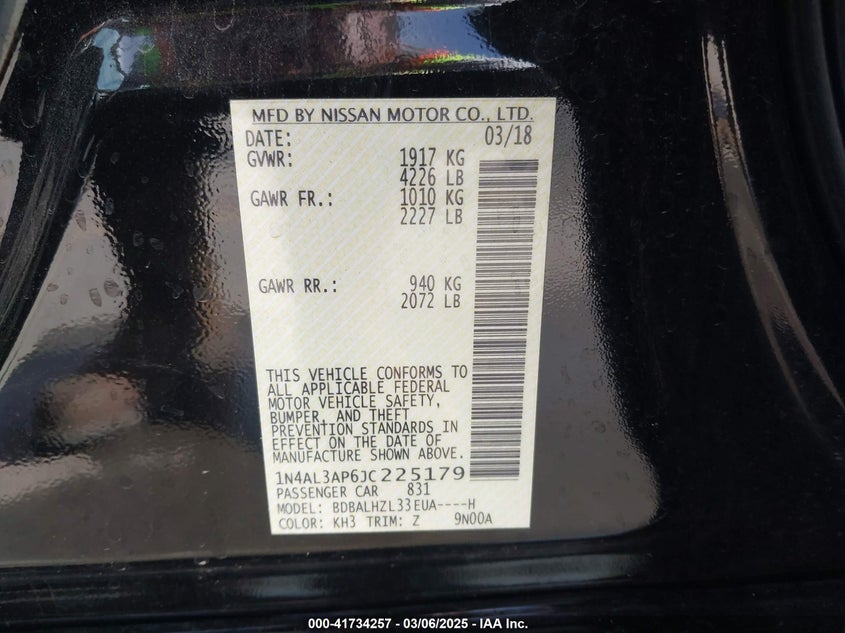 MFD BY NISSAN MOTOR CO., LTD.
DATE: 03/18
GVWR: 1917 KG
4226 LB
GAWR FR.: 1010 KG
2227 LB
GAWR RR.: 940 KG
2072 LB
THIS VEHICLE CONFORMS TO
ALL APPLICABLE FEDERAL
MOTOR VEHICLE SAFETY,
BUMPER, AND THEFT
PREVENTION STANDARDS IN
EFFECT ON THE DATE OF
MANUFACTURE SHOWN ABOVE.
1N4AL3AP6JC225179
PASSENGER CAR 831
MODEL: BDBALHZL33EUA----H
COLOR: KH3 TRIM: Z 9N00A
000-41734257 - 03/06/2025 - IAA Inc.